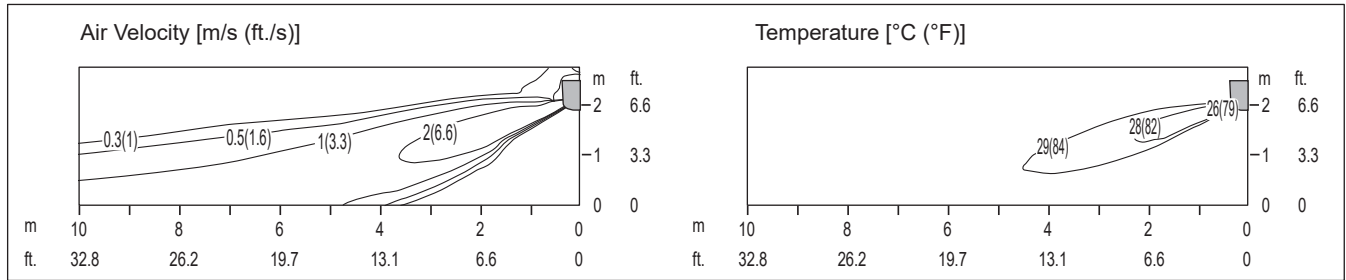 Air Velocity [m/s (ft./s)]
m ft.
2 6.6
1 3.3
0 0
0.3(1)
0.5(1.6)
1(3.3)
2(6.6)
m 10 8 6 4 2 0
ft. 32.8 26.2 19.7 13.1 6.6 0
Temperature [°C (°F)]
m ft.
2 6.6
1 3.3
0 0
26(79)
28(82)
29(84)
m 10 8 6 4 2 0
ft. 32.8 26.2 19.7 13.1 6.6 0